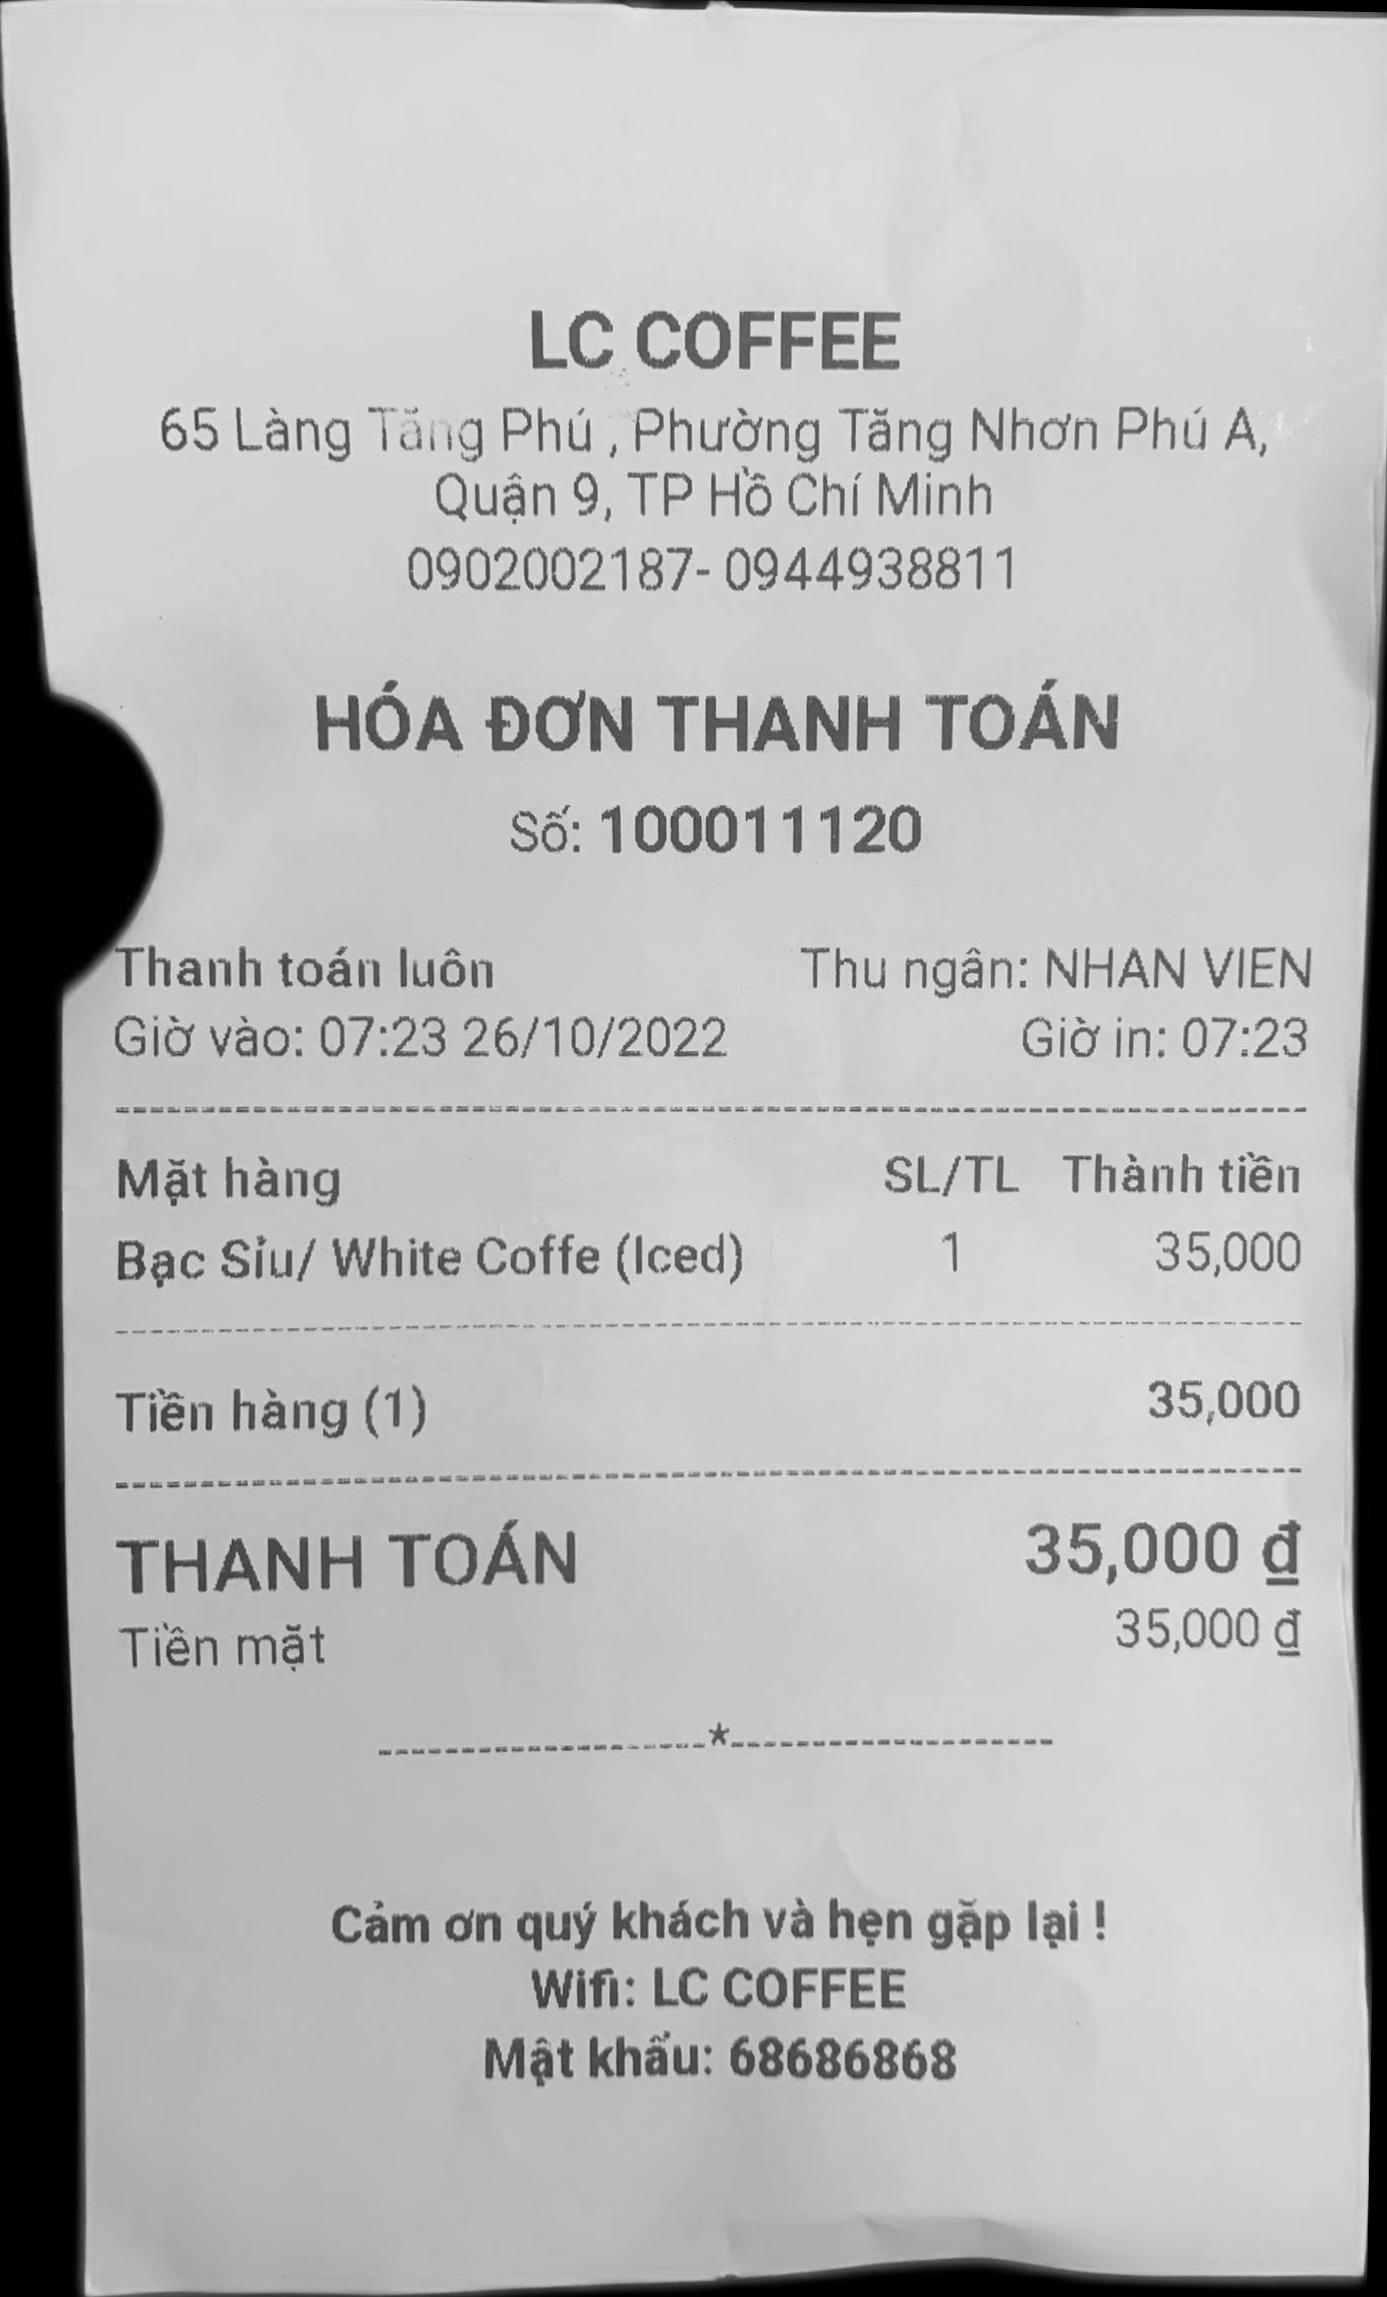 LC COFFEE
65 Làng Tăng Phú , Phường Tăng Nhơn Phú A,
Quận 9, TP Hồ Chí Minh
0902002187- 0944938811
HÓA ĐƠN THANH TOÁN
Số: 100011120
Thanh toán luôn Thu ngân: NHAN VIEN
Giờ vào: 07:23 26/10/2022 Giờ in: 07:23
Mặt hàng SL/TL Thành tiền
Bạc Sỉu/ White Coffe (Iced) 1 35,000
Tiền hàng (1) 35,000
THANH TOÁN 35,000 ₫
Tiền mặt 35,000 ₫
--------------------*--------------------
Cảm ơn quý khách và hẹn gặp lại !
Wifi: LC COFFEE
Mật khẩu: 68686868